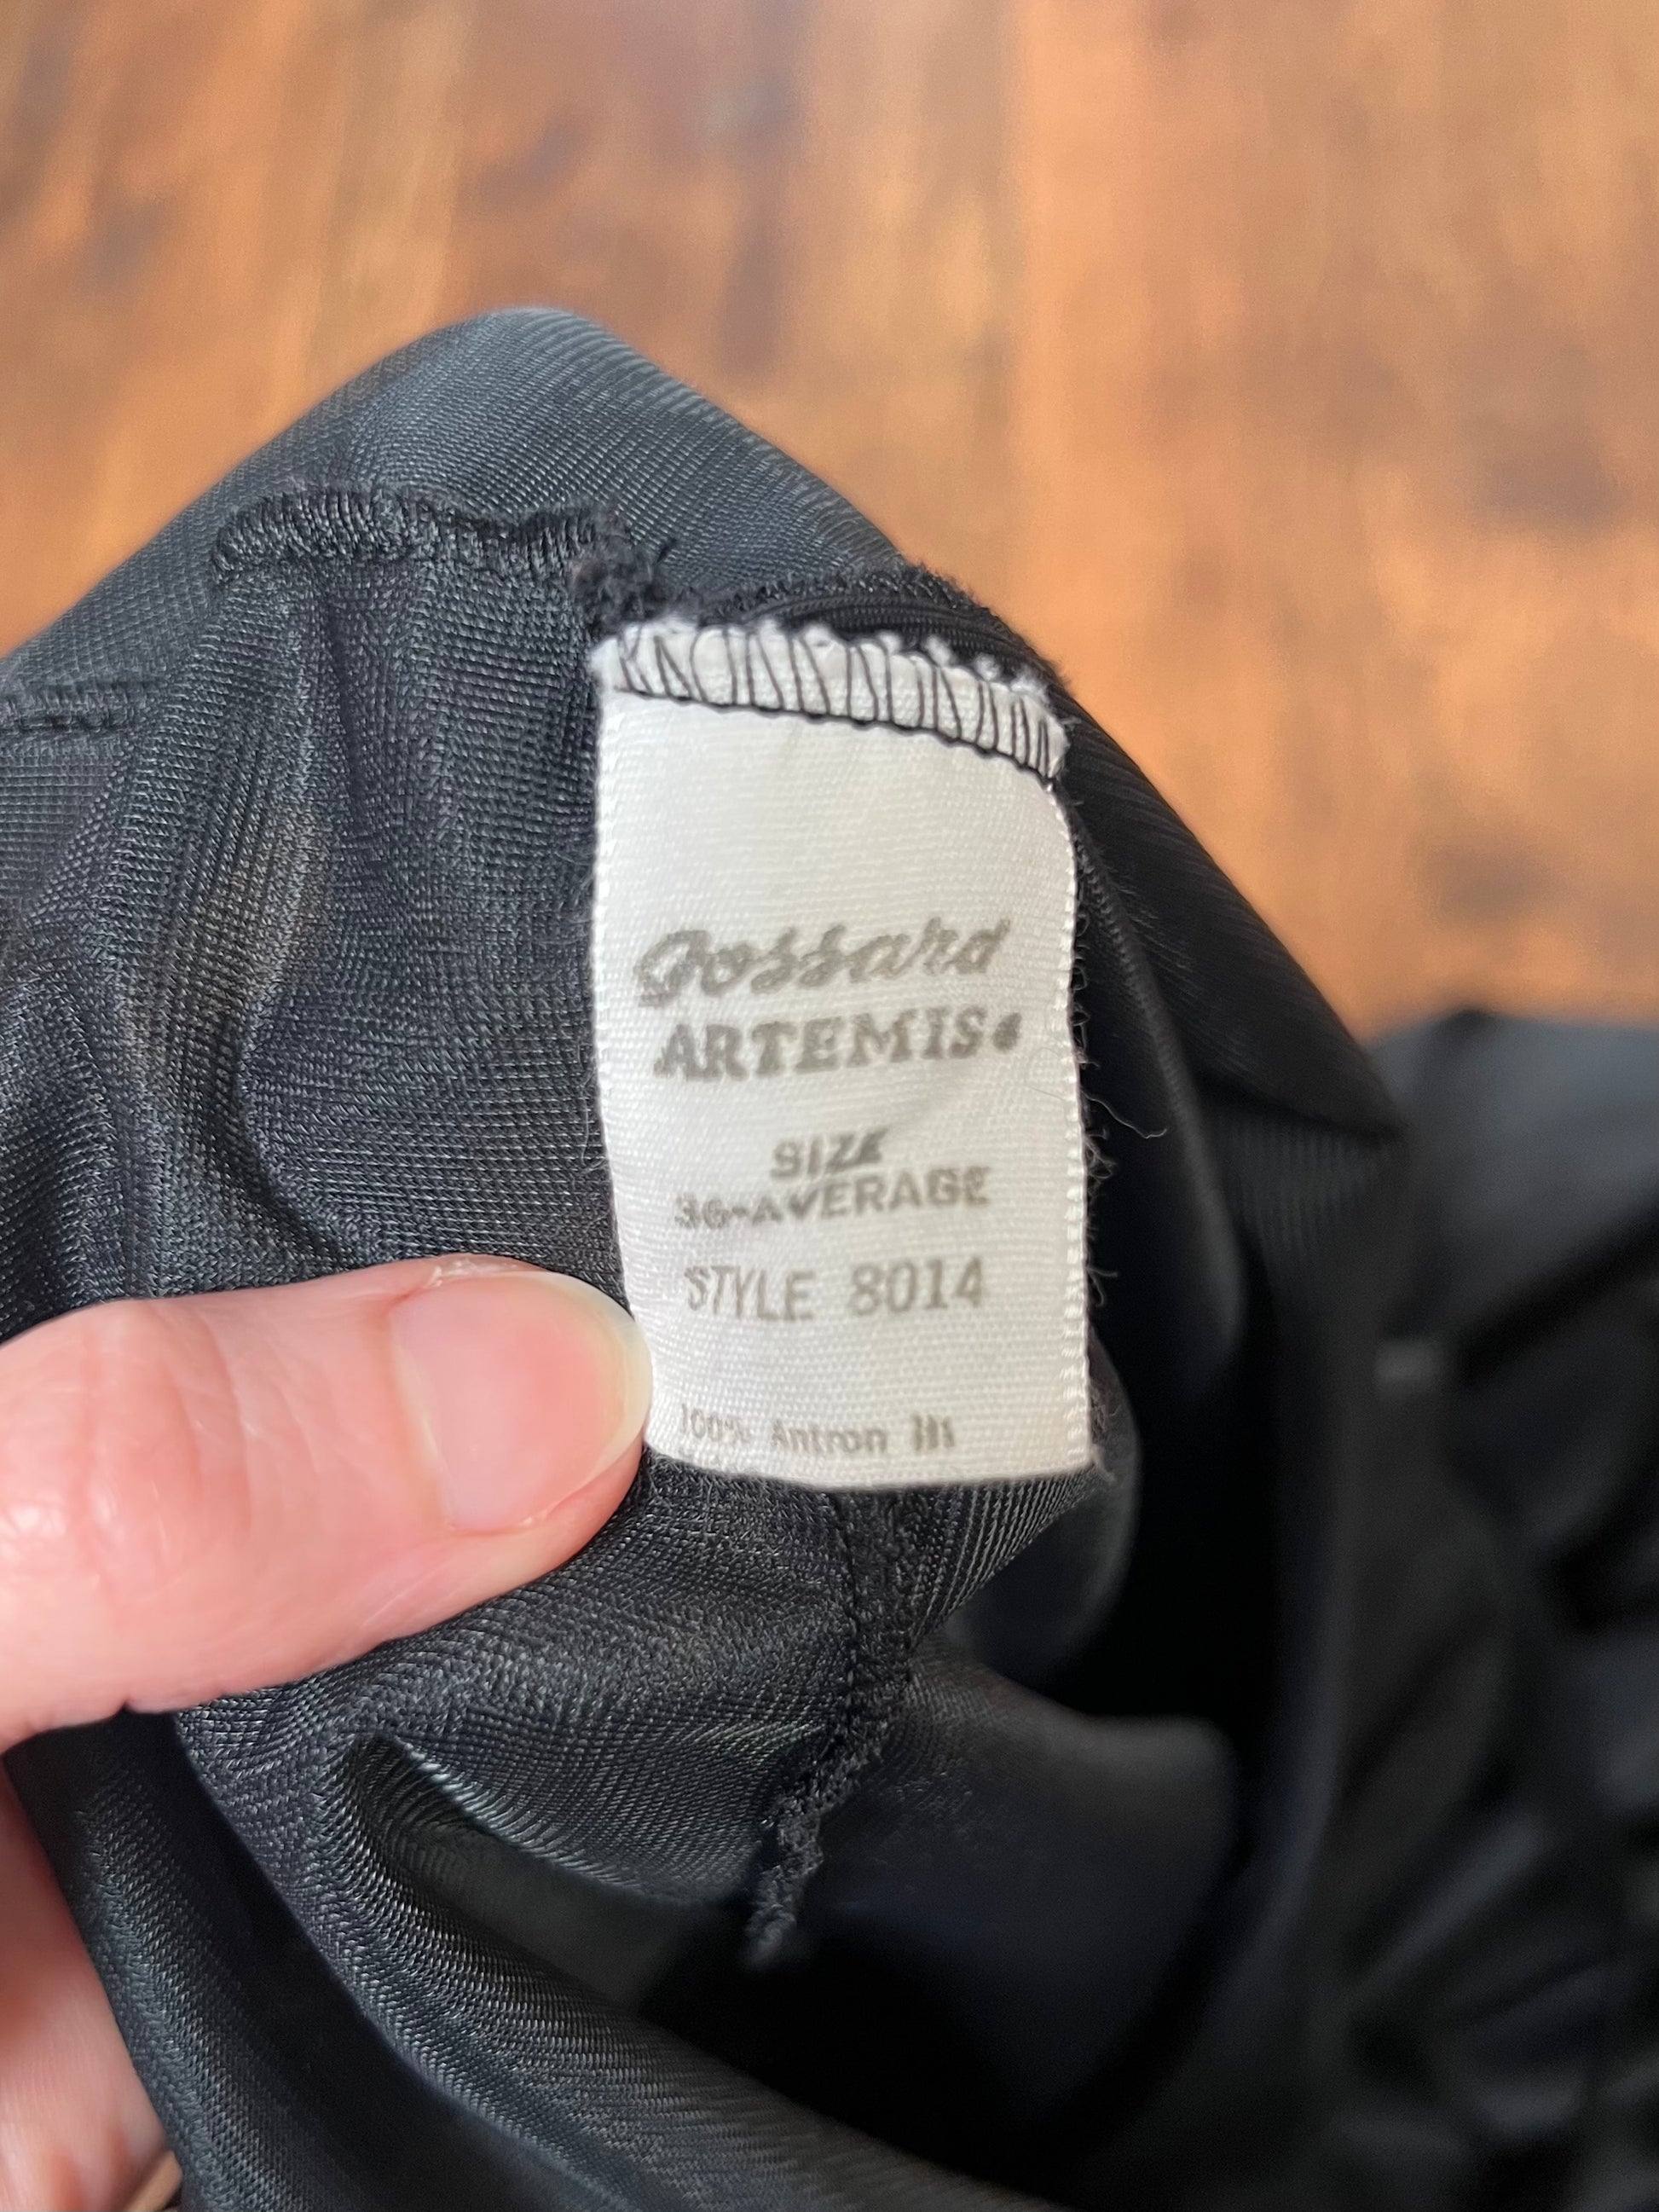 Gossard
ARTEMIS
SIZE
36-AVERAGE
STYLE 8014
100% Antron III